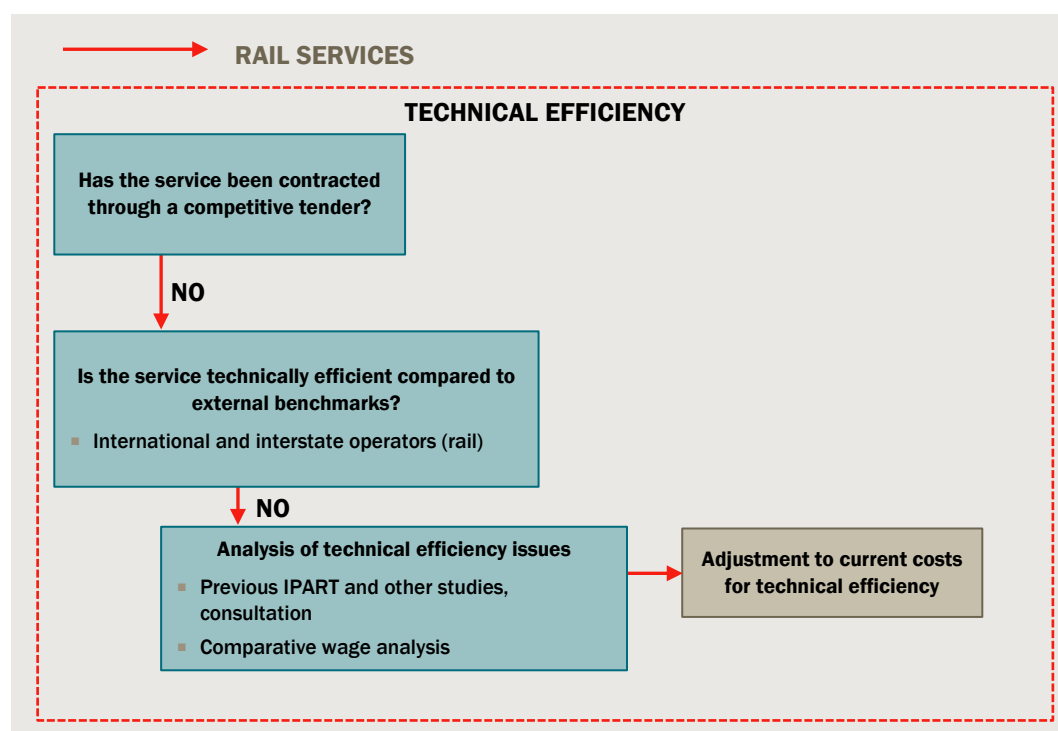 RAIL SERVICES
TECHNICAL EFFICIENCY
Has the service been contracted
through a competitive tender?
NO
Is the service technically efficient compared to
external benchmarks?
▪ International and interstate operators (rail)
NO
Analysis of technical efficiency issues
▪ Previous IPART and other studies,
consultation
▪ Comparative wage analysis
Adjustment to current costs
for technical efficiency